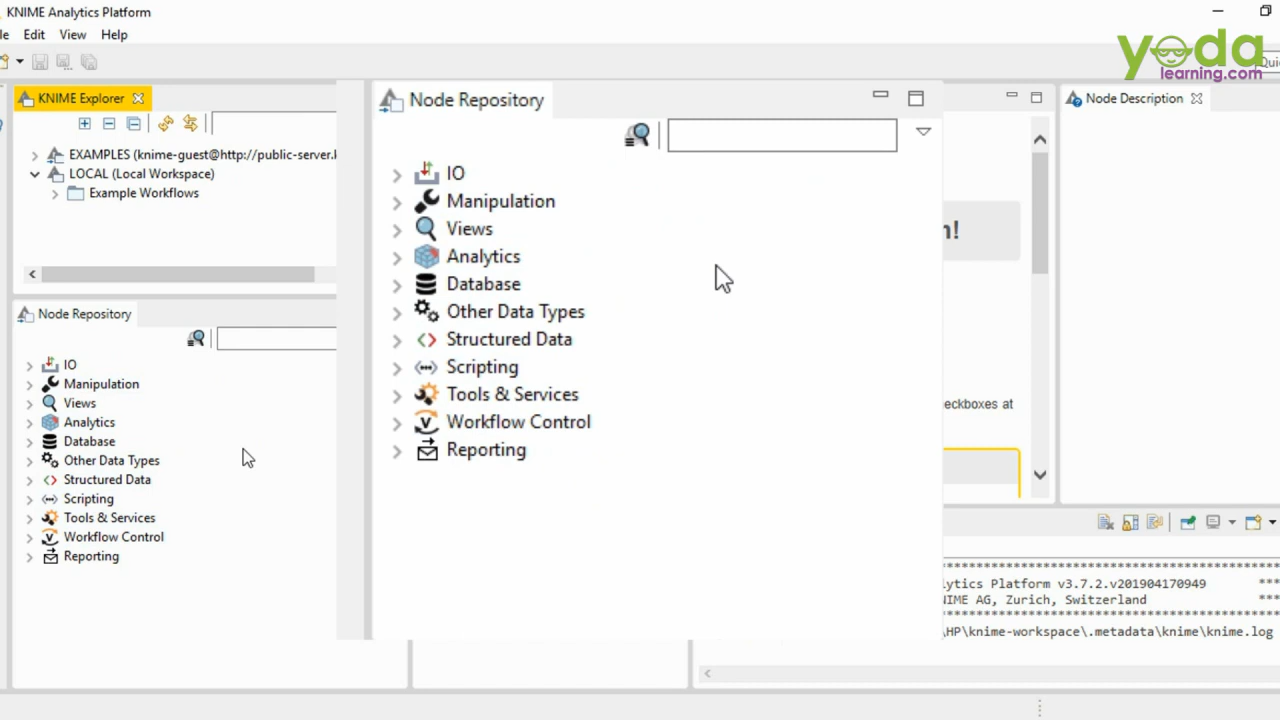 KNIME Analytics Platform
le Edit View Help
yoda
learning.com
Qui
KNIME Explorer
EXAMPLES (knime-guest@http://public-server.k
LOCAL (Local Workspace)
Example Workflows
Node Repository
IO
Manipulation
Views
Analytics
Database
Other Data Types
Structured Data
Scripting
Tools & Services
Workflow Control
Reporting
Node Repository
IO
Manipulation
Views
Analytics
Database
Other Data Types
Structured Data
Scripting
Tools & Services
Workflow Control
Reporting
n!
eckboxes at
Node Description
***********************************
lytics Platform v3.7.2.v201904170949 ***
NIME AG, Zurich, Switzerland ***
***********************************
\HP\knime-workspace\.metadata\knime\knime.log